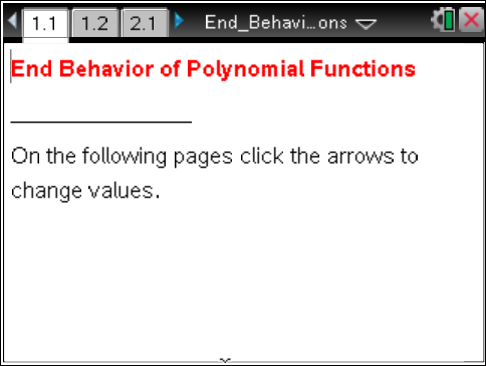 1.1 1.2 2.1 End_Behavi…ons
End Behavior of Polynomial Functions
On the following pages click the arrows to
change values.